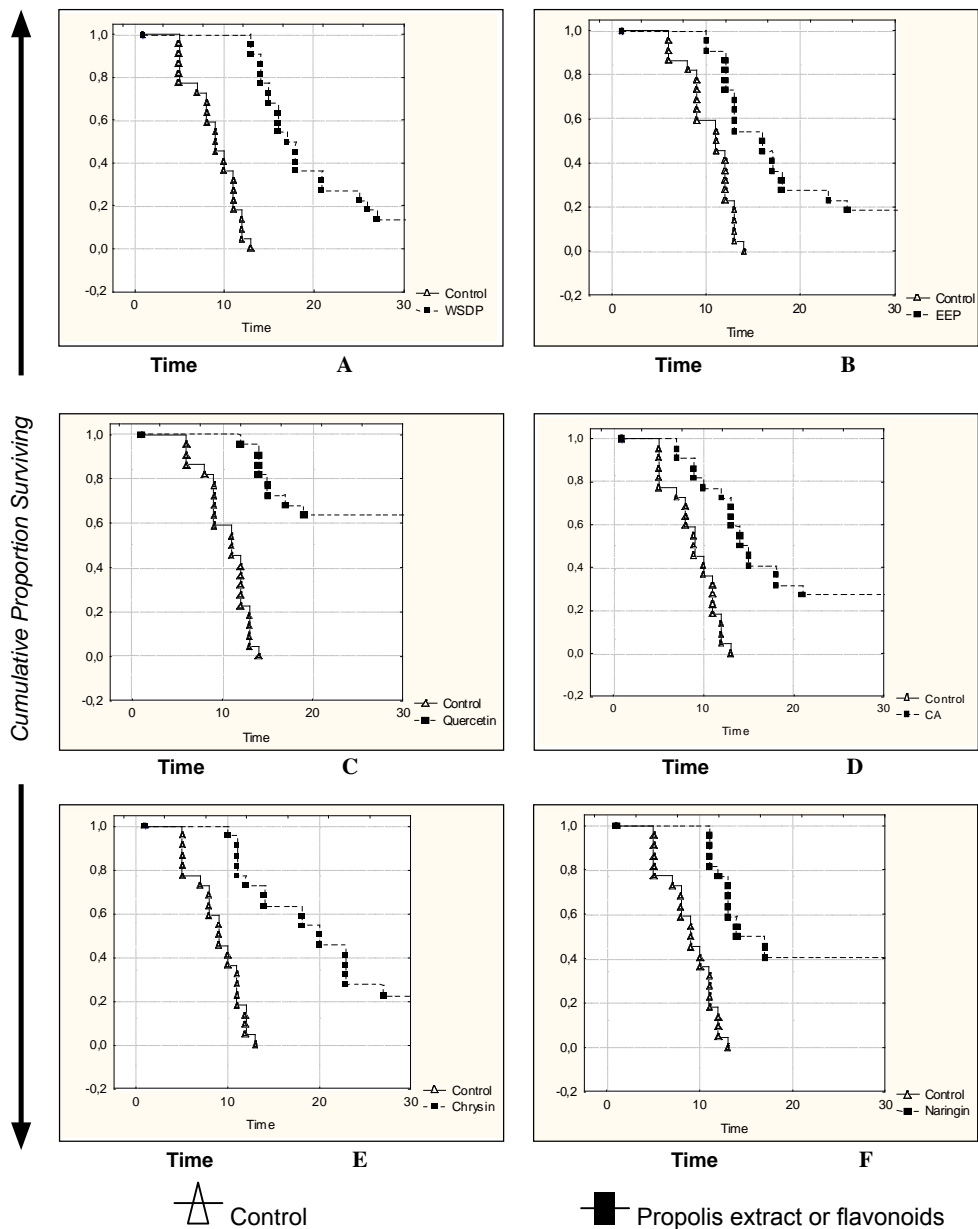 Cumulative Proportion Surviving
1,0
0,8
0,6
0,4
0,2
0,0
-0,2
0
10
20
30
Control
WSDP
Time
Time
A
1,0
0,8
0,6
0,4
0,2
0,0
-0,2
0
10
20
30
Control
EEP
Time
Time
B
1,0
0,8
0,6
0,4
0,2
0,0
-0,2
0
10
20
30
Control
Quercetin
Time
Time
C
1,0
0,8
0,6
0,4
0,2
0,0
-0,2
0
10
20
30
Control
CA
Time
Time
D
1,0
0,8
0,6
0,4
0,2
0,0
-0,2
0
10
20
30
Control
Chrysin
Time
Time
E
1,0
0,8
0,6
0,4
0,2
0,0
-0,2
0
10
20
30
Control
Naringin
Time
Time
F
Control
Propolis extract or flavonoids